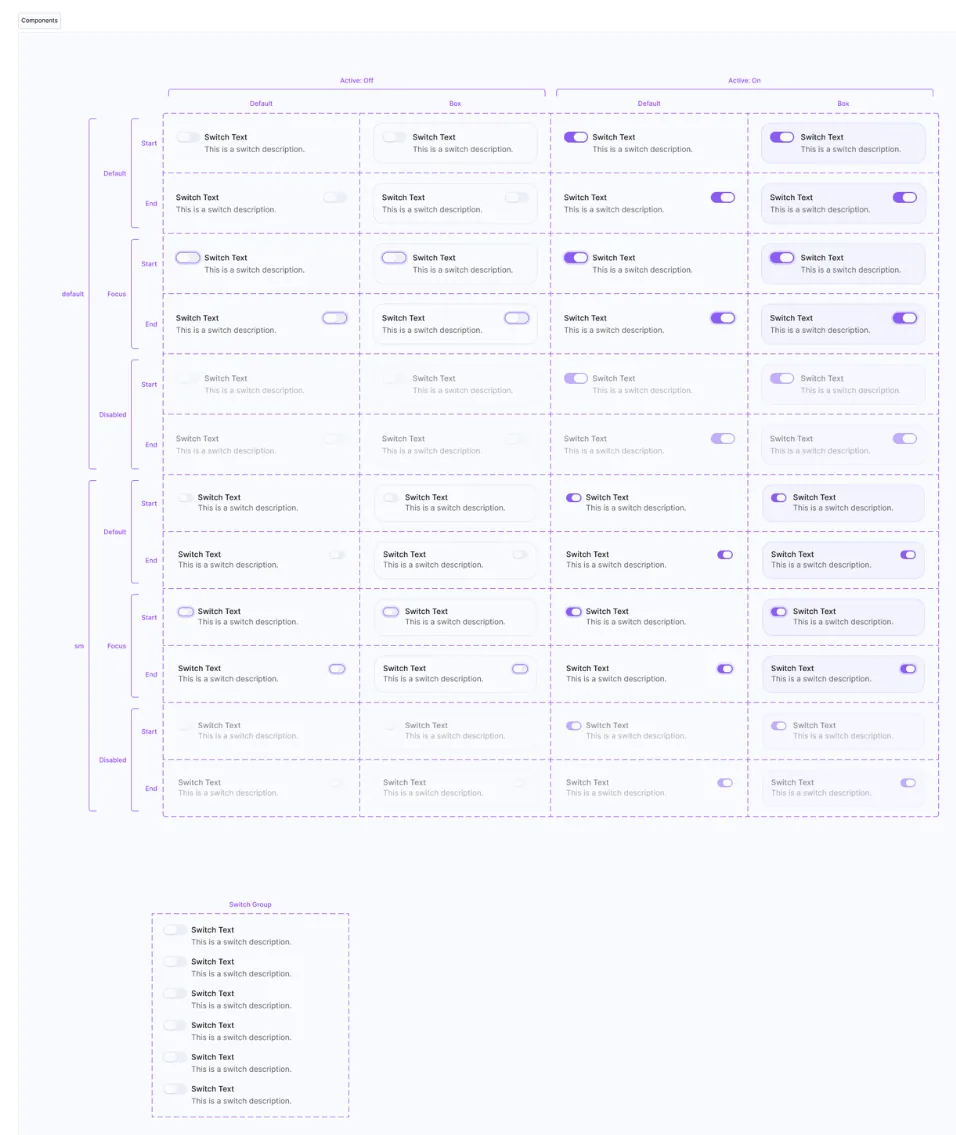 Components
Active: Off
Active: On
Default
Box
Default
Box
default
Default
Start
Switch Text
This is a switch description.
Switch Text
This is a switch description.
Switch Text
This is a switch description.
Switch Text
This is a switch description.
End
Switch Text
This is a switch description.
Switch Text
This is a switch description.
Switch Text
This is a switch description.
Switch Text
This is a switch description.
Focus
Start
Switch Text
This is a switch description.
Switch Text
This is a switch description.
Switch Text
This is a switch description.
Switch Text
This is a switch description.
End
Switch Text
This is a switch description.
Switch Text
This is a switch description.
Switch Text
This is a switch description.
Switch Text
This is a switch description.
Disabled
Start
Switch Text
This is a switch description.
Switch Text
This is a switch description.
Switch Text
This is a switch description.
Switch Text
This is a switch description.
End
Switch Text
This is a switch description.
Switch Text
This is a switch description.
Switch Text
This is a switch description.
Switch Text
This is a switch description.
sm
Default
Start
Switch Text
This is a switch description.
Switch Text
This is a switch description.
Switch Text
This is a switch description.
Switch Text
This is a switch description.
End
Switch Text
This is a switch description.
Switch Text
This is a switch description.
Switch Text
This is a switch description.
Switch Text
This is a switch description.
Focus
Start
Switch Text
This is a switch description.
Switch Text
This is a switch description.
Switch Text
This is a switch description.
Switch Text
This is a switch description.
End
Switch Text
This is a switch description.
Switch Text
This is a switch description.
Switch Text
This is a switch description.
Switch Text
This is a switch description.
Disabled
Start
Switch Text
This is a switch description.
Switch Text
This is a switch description.
Switch Text
This is a switch description.
Switch Text
This is a switch description.
End
Switch Text
This is a switch description.
Switch Text
This is a switch description.
Switch Text
This is a switch description.
Switch Text
This is a switch description.
Switch Group
Switch Text
This is a switch description.
Switch Text
This is a switch description.
Switch Text
This is a switch description.
Switch Text
This is a switch description.
Switch Text
This is a switch description.
Switch Text
This is a switch description.